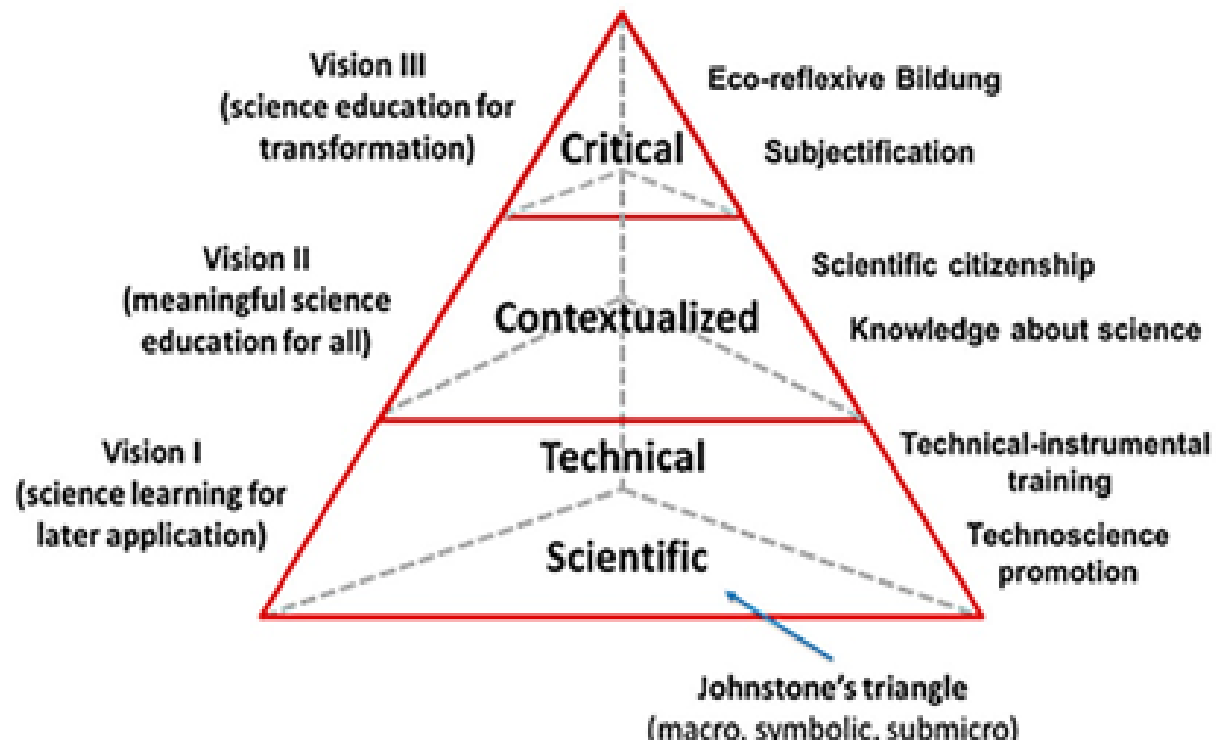 Vision III
(science education for
transformation)
Eco-reflexive Bildung
Critical
Subjectification
Vision II
(meaningful science
education for all)
Scientific citizenship
Contextualized
Knowledge about science
Vision I
(science learning for
later application)
Technical
Technical-instrumental
training
Scientific
Technoscience
promotion
Johnstone's triangle
(macro, symbolic, submicro)